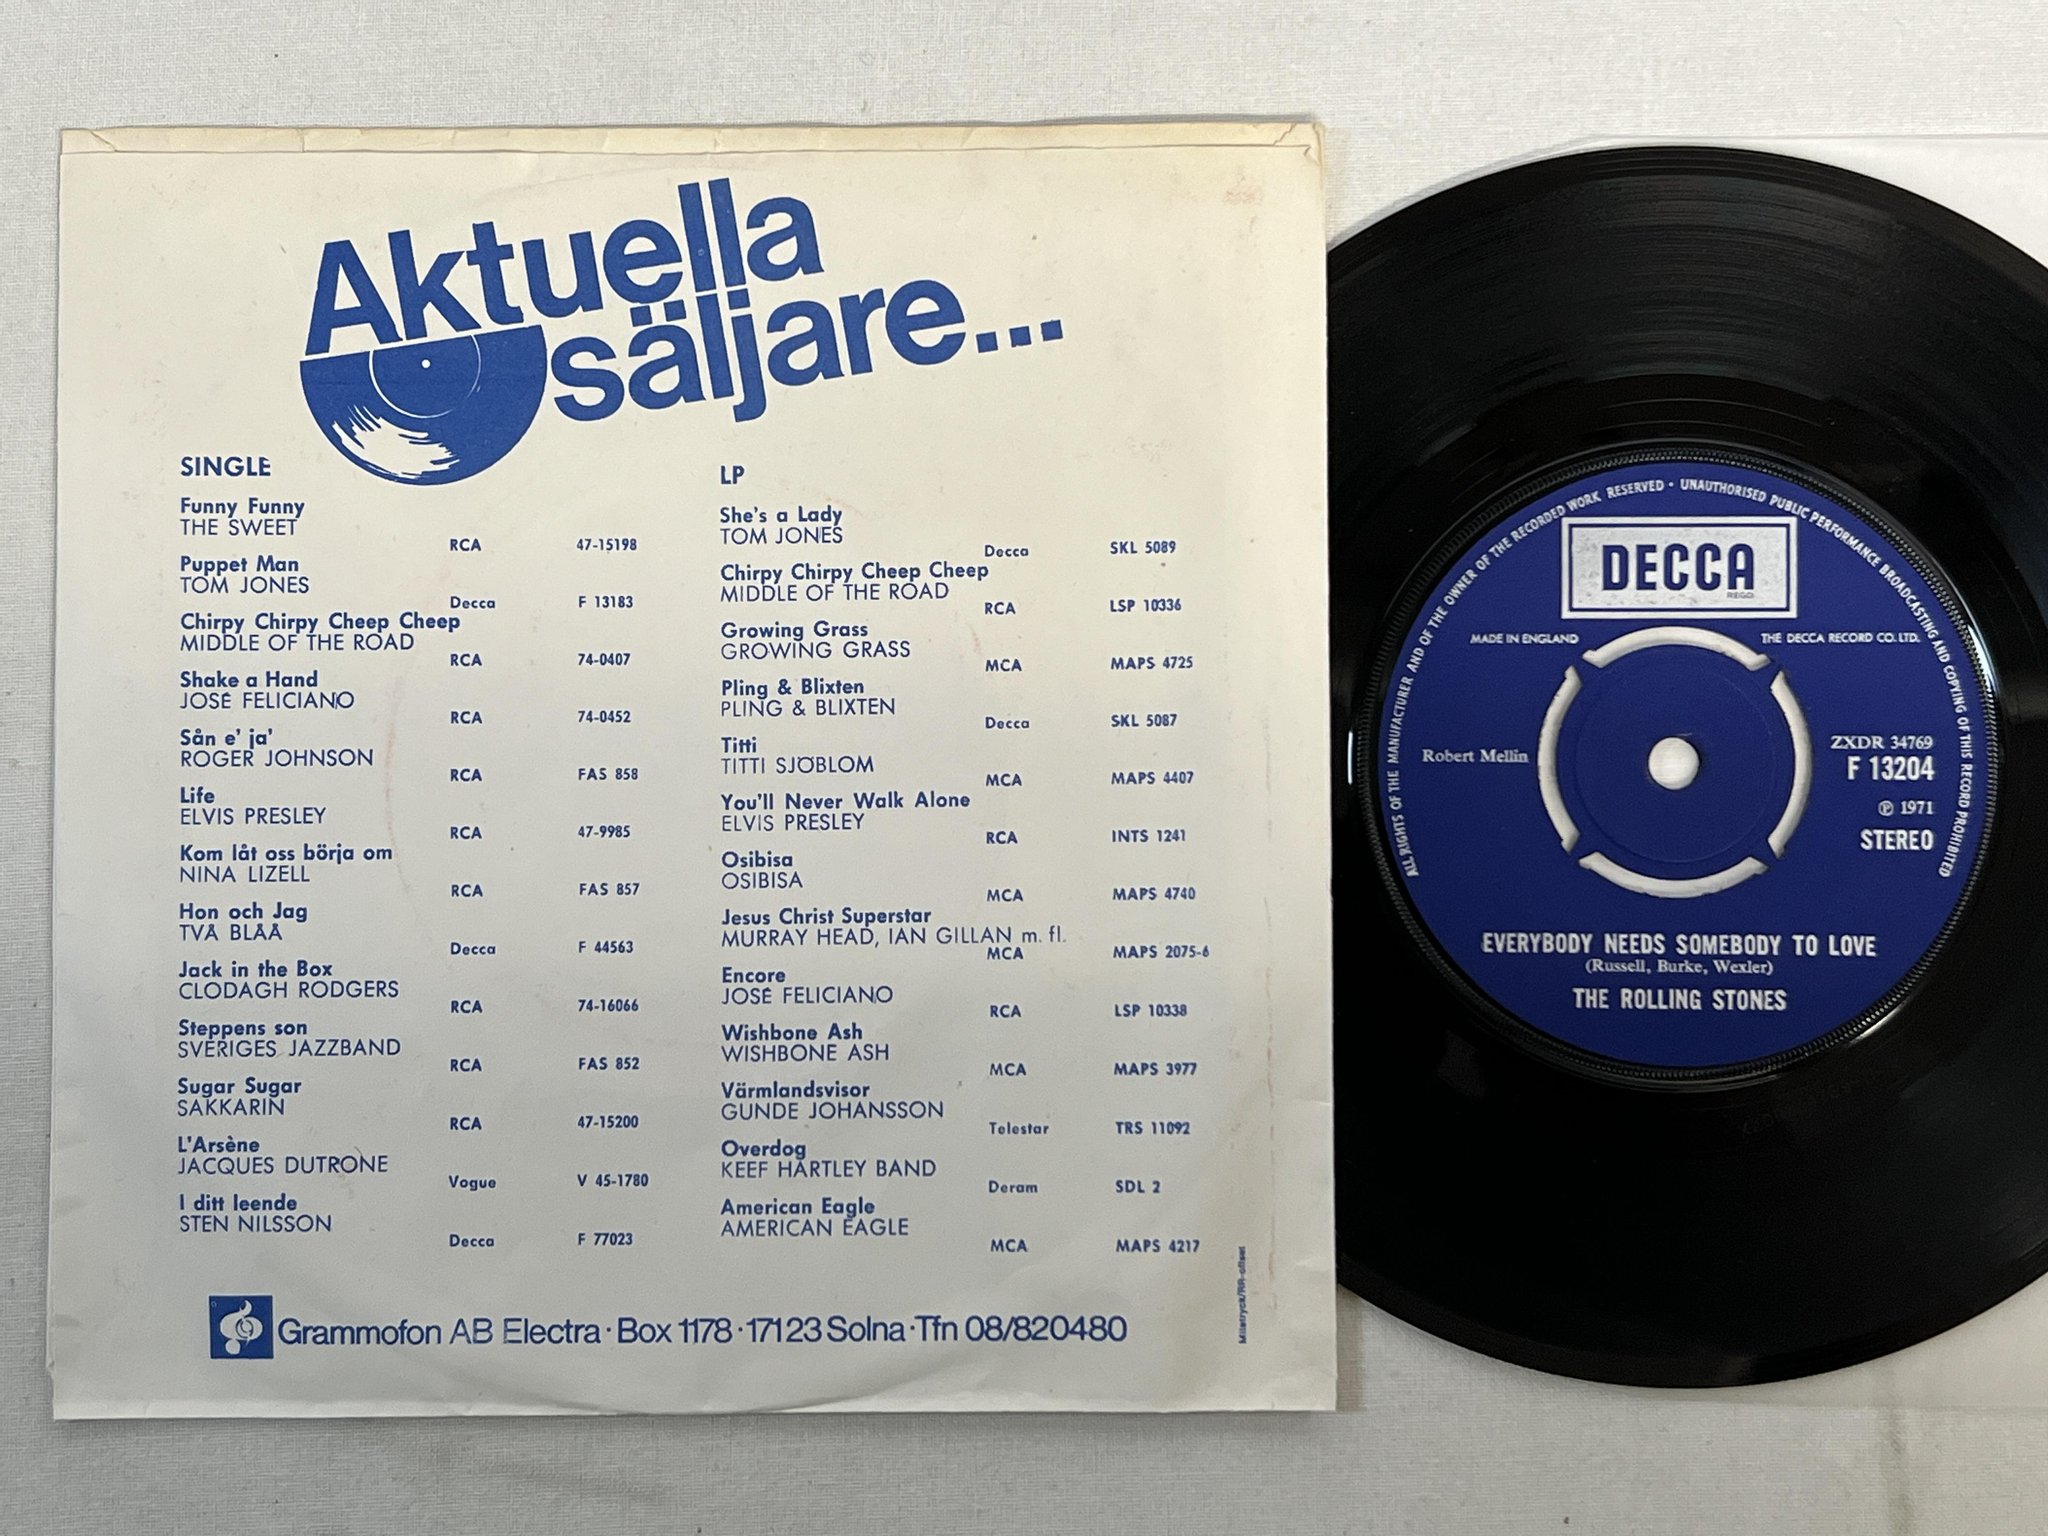 Aktuella
säljare...
SINGLE
Funny Funny
THE SWEET
RCA 47-15198
Puppet Man
TOM JONES
Decca F 13183
Chirpy Chirpy Cheep Cheep
MIDDLE OF THE ROAD
RCA 74-0407
Shake a Hand
JOSÉ FELICIANO
RCA 74-0452
Sån e' ja'
ROGER JOHNSON
RCA FAS 858
Life
ELVIS PRESLEY
RCA 47-9985
Kom låt oss börja om
NINA LIZELL
RCA FAS 857
Hon och Jag
TVÅ BLÅÅ
Decca F 44563
Jack in the Box
CLODAGH RODGERS
RCA 74-16066
Steppens son
SVERIGES JAZZBAND
RCA FAS 852
Sugar Sugar
SAKKARIN
RCA 47-15200
L'Arsène
JACQUES DUTRONE
Vogue V 45-1780
I ditt leende
STEN NILSSON
Decca F 77023
LP
She's a Lady
TOM JONES
Decca SKL 5089
Chirpy Chirpy Cheep Cheep
MIDDLE OF THE ROAD
RCA LSP 10336
Growing Grass
GROWING GRASS
MCA MAPS 4725
Pling & Blixten
PLING & BLIXTEN
Decca SKL 5087
Titti
TITTI SJÖBLOM
MCA MAPS 4407
You'll Never Walk Alone
ELVIS PRESLEY
RCA INTS 1241
Osibisa
OSIBISA
MCA MAPS 4740
Jesus Christ Superstar
MURRAY HEAD, IAN GILLAN m. fl.
MCA MAPS 2075-6
Encore
JOSÉ FELICIANO
RCA LSP 10338
Wishbone Ash
WISHBONE ASH
MCA MAPS 3977
Värmlandsvisor
GUNDE JOHANSSON
Telestar TRS 11092
Overdog
KEEF HARTLEY BAND
Deram SDL 2
American Eagle
AMERICAN EAGLE
MCA MAPS 4217
Grammofon AB Electra · Box 1178 · 171 23 Solna · Tfn 08/820480
Milletryck/RR-offset
ALL RIGHTS OF THE MANUFACTURER AND OF THE OWNER OF THE RECORDED WORK RESERVED · UNAUTHORISED PUBLIC PERFORMANCE BROADCASTING AND COPYING OF THIS RECORD PROHIBITED
DECCA
REGD.
MADE IN ENGLAND THE DECCA RECORD CO. LTD.
Robert Mellin
ZXDR 34769
F 13204
℗ 1971
STEREO
EVERYBODY NEEDS SOMEBODY TO LOVE
(Russell, Burke, Wexler)
THE ROLLING STONES